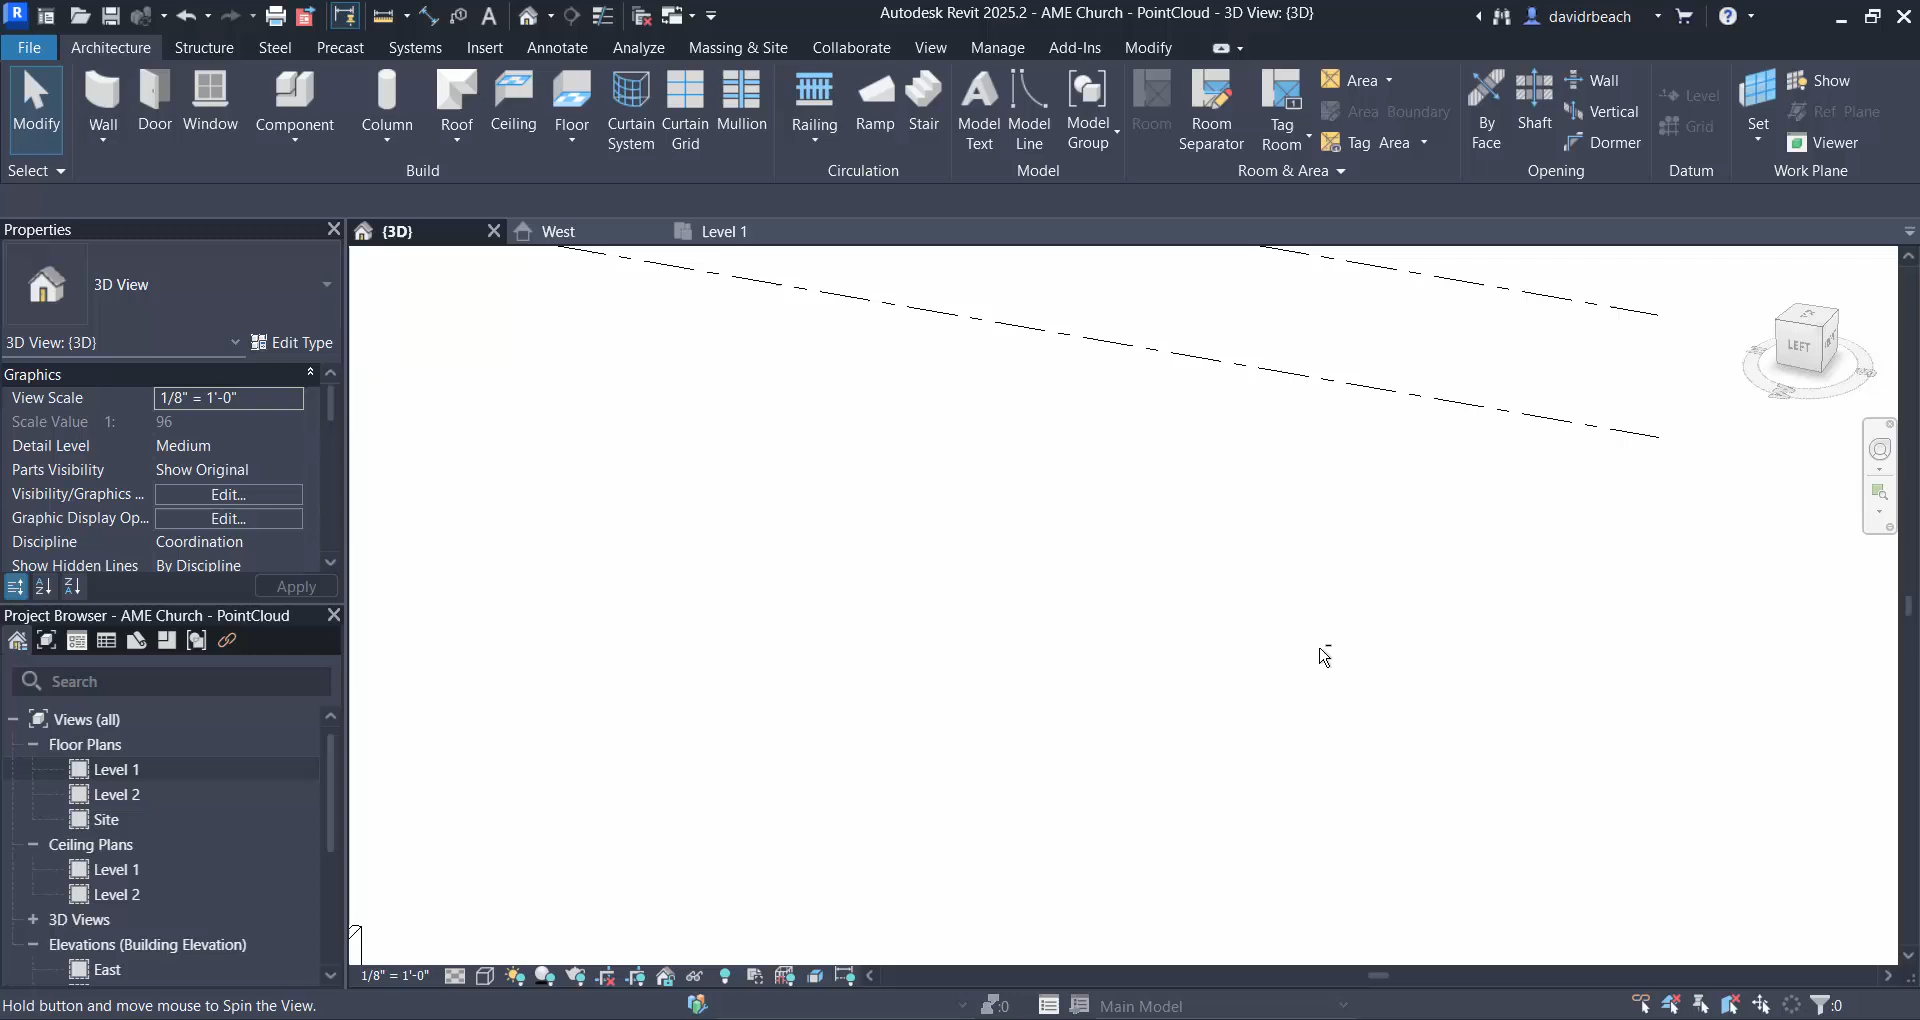 Autodesk Revit 2025.2 - AME Church - PointCloud - 3D View: {3D}
davidrbeach
File Architecture Structure Steel Precast Systems Insert Annotate Analyze Massing & Site Collaborate View Manage Add-Ins Modify
Modify
Wall
Door
Window
Component
Column
Roof
Ceiling
Floor
Curtain
System
Curtain
Grid
Mullion
Railing
Ramp
Stair
Model
Text
Model
Line
Model
Group
Room
Room
Separator
Tag
Room
Area
Area Boundary
Tag Area
By
Face
Shaft
Wall
Vertical
Dormer
Level
Grid
Set
Show
Ref Plane
Viewer
Select
Build
Circulation
Model
Room & Area
Opening
Datum
Work Plane
Properties
{3D}
West
Level 1
3D View
3D View: {3D}
Edit Type
Graphics
View Scale 1/8" = 1'-0"
Scale Value 1: 96
Detail Level Medium
Parts Visibility Show Original
Visibility/Graphics ... Edit...
Graphic Display Op... Edit...
Discipline Coordination
Show Hidden Lines By Discipline
Apply
LEFT
Project Browser - AME Church - PointCloud
Search
Views (all)
Floor Plans
Level 1
Level 2
Site
Ceiling Plans
Level 1
Level 2
3D Views
Elevations (Building Elevation)
East
1/8" = 1'-0"
Hold button and move mouse to Spin the View.
:0
Main Model
:0